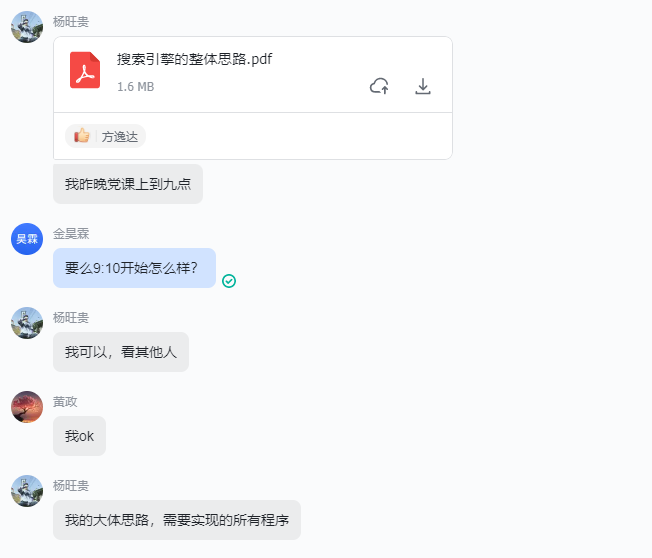 杨旺贵
搜索引擎的整体思路.pdf
1.6 MB
方逸达
我昨晚党课上到九点
昊霖
金昊霖
要么9:10开始怎么样?
杨旺贵
我可以，看其他人
黄政
我ok
杨旺贵
我的大体思路，需要实现的所有程序